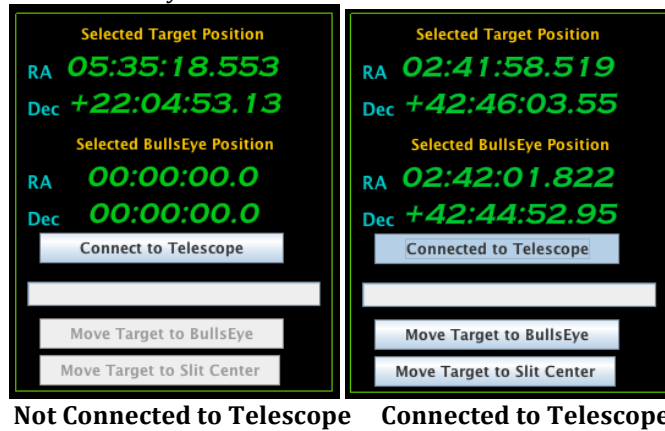 Selected Target Position
RA 05:35:18.553
Dec +22:04:53.13
Selected BullsEye Position
RA 00:00:00.0
Dec 00:00:00.0
Connect to Telescope
Move Target to BullsEye
Move Target to Slit Center
Not Connected to Telescope
Selected Target Position
RA 02:41:58.519
Dec +42:46:03.55
Selected BullsEye Position
RA 02:42:01.822
Dec +42:44:52.95
Connected to Telescope
Move Target to BullsEye
Move Target to Slit Center
Connected to Telescope